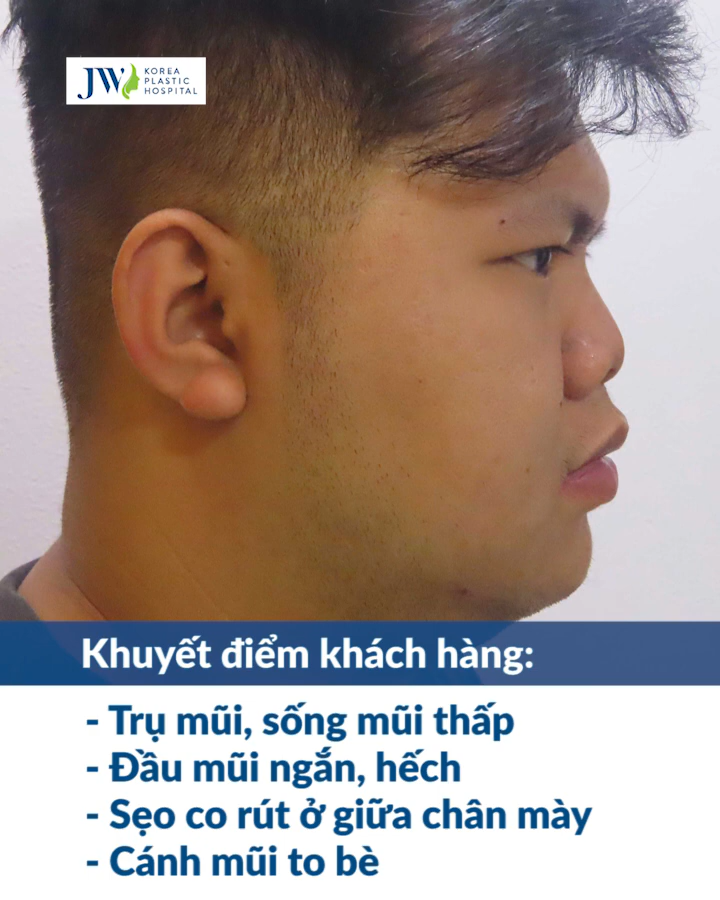 JW KOREA
PLASTIC
HOSPITAL
Khuyết điểm khách hàng:
- Trụ mũi, sống mũi thấp
- Đầu mũi ngắn, hếch
- Sẹo co rút ở giữa chân mày
- Cánh mũi to bè